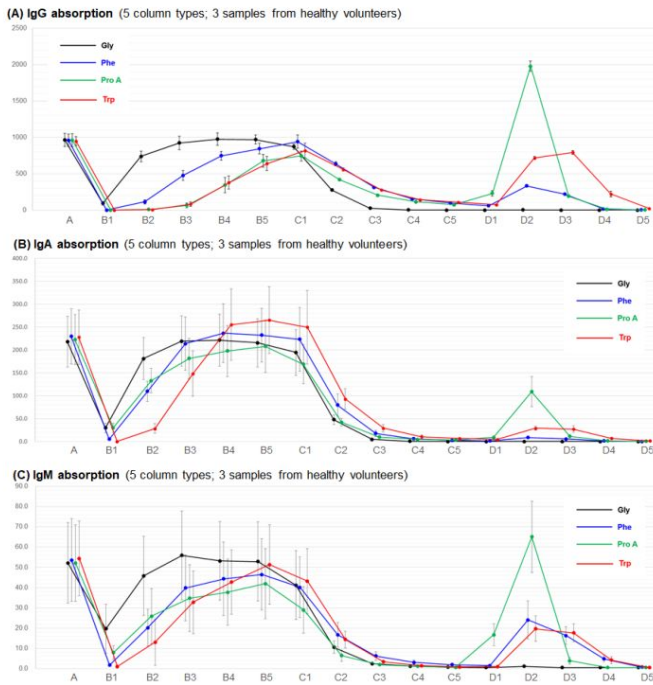 (A) IgG absorption (5 column types; 3 samples from healthy volunteers)
2500
2000
1500
1000
500
0
Gly
Phe
Pro A
Trp
A B1 B2 B3 B4 B5 C1 C2 C3 C4 C5 D1 D2 D3 D4 D5
(B) IgA absorption (5 column types; 3 samples from healthy volunteers)
400.0
350.0
300.0
250.0
200.0
150.0
100.0
50.0
0.0
Gly
Phe
Pro A
Trp
A B1 B2 B3 B4 B5 C1 C2 C3 C4 C5 D1 D2 D3 D4 D5
(C) IgM absorption (5 column types; 3 samples from healthy volunteers)
90.0
80.0
70.0
60.0
50.0
40.0
30.0
20.0
10.0
0.0
Gly
Phe
Pro A
Trp
A B1 B2 B3 B4 B5 C1 C2 C3 C4 C5 D1 D2 D3 D4 D5